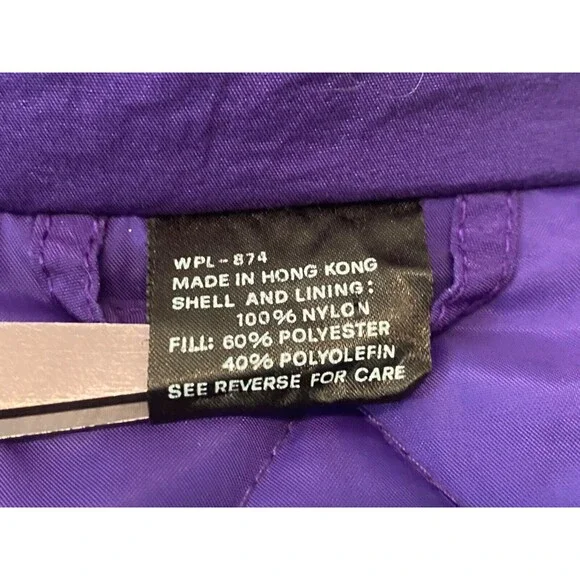 WPL-874
MADE IN HONG KONG
SHELL AND LINING:
100% NYLON
FILL: 60% POLYESTER
40% POLYOLEFIN
SEE REVERSE FOR CARE